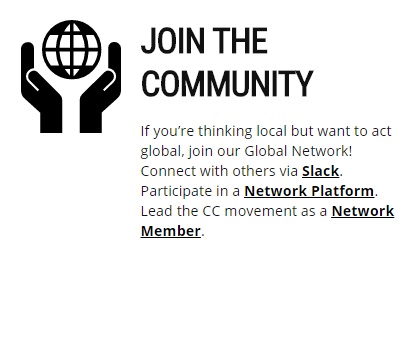 JOIN THE
COMMUNITY
If you’re thinking local but want to act
global, join our Global Network!
Connect with others via Slack.
Participate in a Network Platform.
Lead the CC movement as a Network
Member.